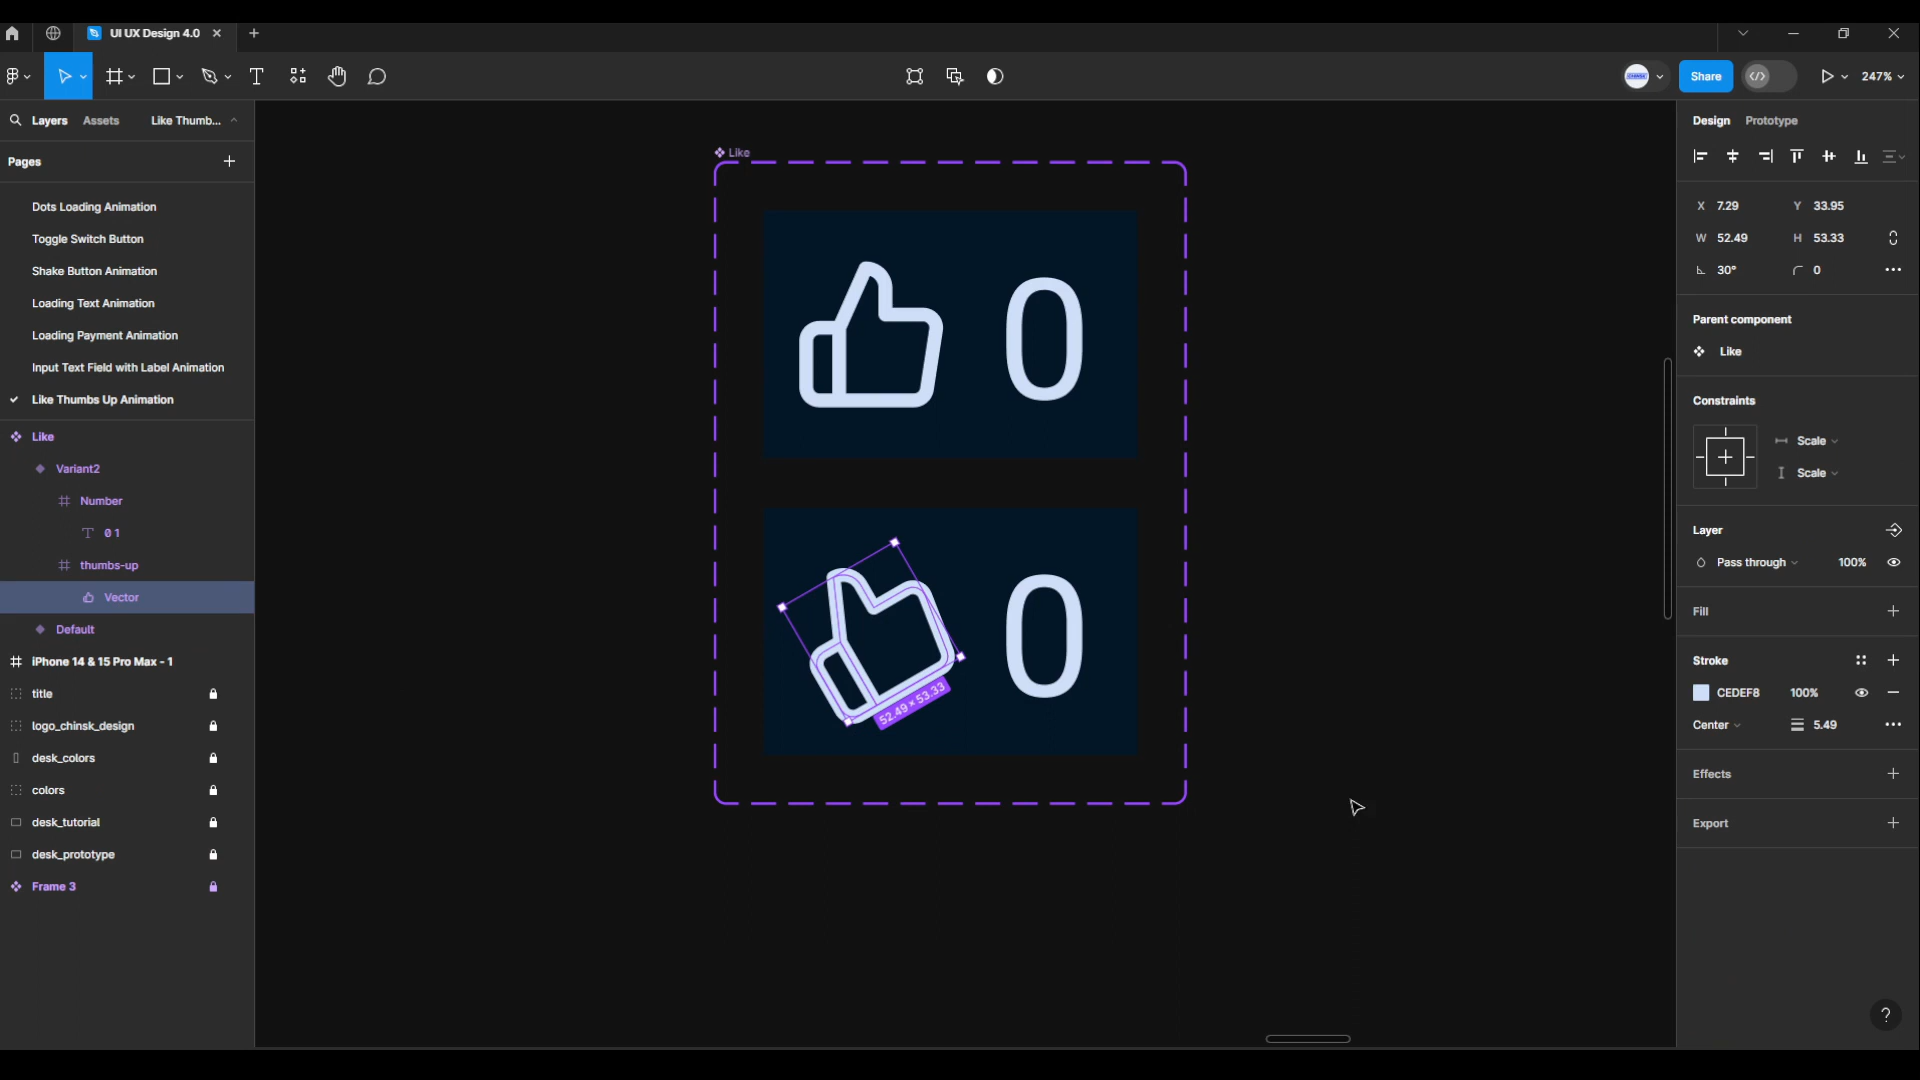 UI UX Design 4.0
Share
247%
Layers
Assets
Like Thumb...
Pages
Dots Loading Animation
Toggle Switch Button
Shake Button Animation
Loading Text Animation
Loading Payment Animation
Input Text Field with Label Animation
Like Thumbs Up Animation
Like
Variant2
Number
0 1
thumbs-up
Vector
Default
iPhone 14 & 15 Pro Max - 1
title
logo_chinsk_design
desk_colors
colors
desk_tutorial
desk_prototype
Frame 3
Like
0
0
52.49 × 53.33
Design
Prototype
X 7.29
Y 33.95
W 52.49
H 53.33
30°
0
Parent component
Like
Constraints
Scale
Scale
Layer
Pass through
100%
Fill
Stroke
CEDEF8
100%
Center
5.49
Effects
Export
?